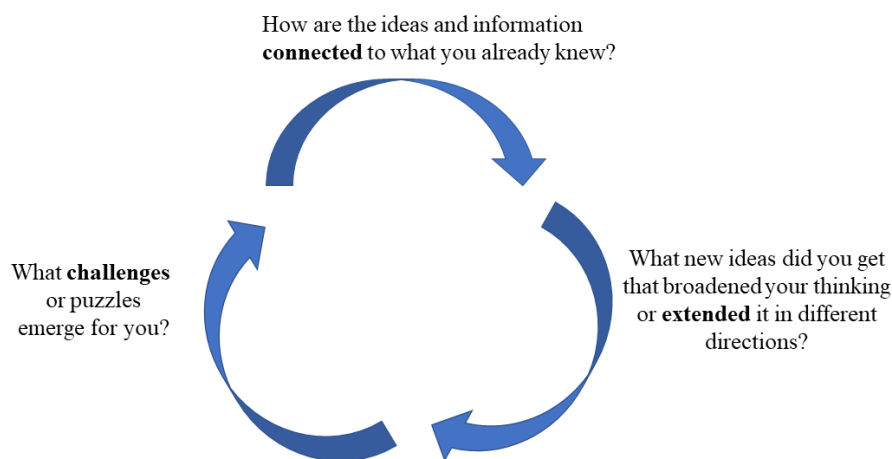 How are the ideas and information
connected to what you already knew?
What new ideas did you get
that broadened your thinking
or extended it in different
directions?
What challenges
or puzzles
emerge for you?